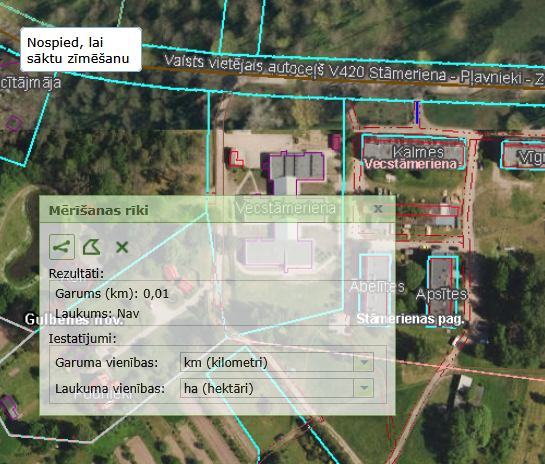 Nospied, lai
sāktu zīmēšanu
Valsts vietējais autoceļš V420 Stāmeriena - Pļavnieki - Z
cītājmāja
Kalmes
Vecstāmeriena
Vīg
Mērīšanas rīki
x
Vecstāmeriena
Rezultāti:
Garums (km): 0,01
Laukums: Nav
Ābelītes
Apsītes
Gulbenes nov.
Stāmerienas pag.
Iestatījumi:
Garuma vienības:
km (kilometri)
Laukuma vienības:
ha (hektāri)